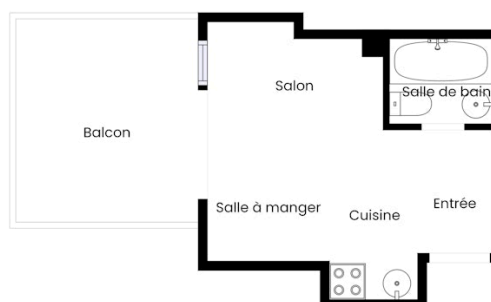 Salon
Salle de bain
Balcon
Salle à manger
Cuisine
Entrée